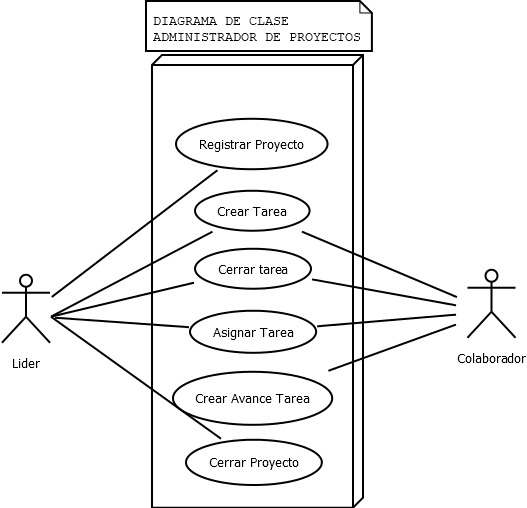 DIAGRAMA DE CLASE
ADMINISTRADOR DE PROYECTOS
Registrar Proyecto
Crear Tarea
Cerrar tarea
Asignar Tarea
Lider
Colaborador
Crear Avance Tarea
Cerrar Proyecto